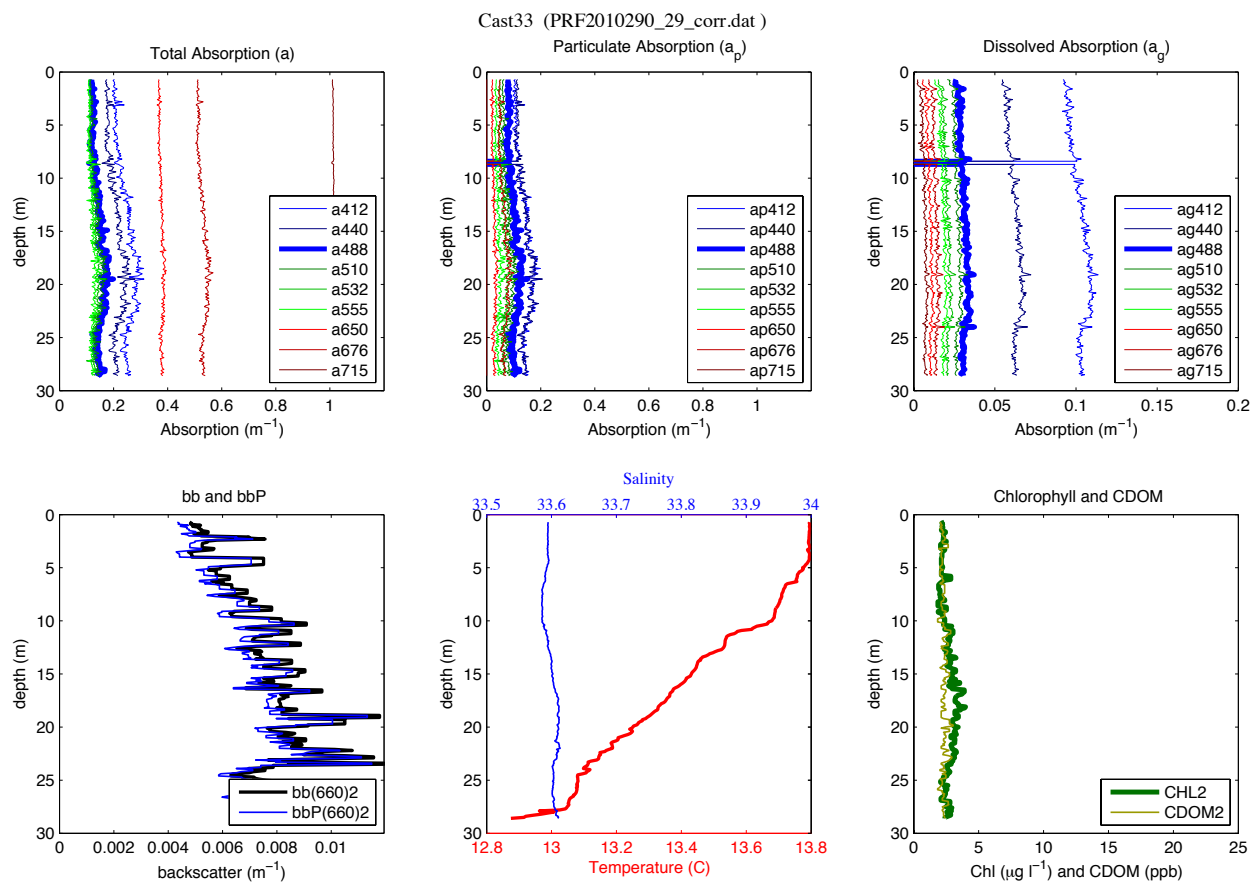 Cast33 (PRF2010290_29_corr.dat )
Total Absorption (a)
0
5
10
15
20
25
30
depth (m)
0 0.2 0.4 0.6 0.8 1
Absorption (m⁻¹)
a412
a440
a488
a510
a532
a555
a650
a676
a715
Particulate Absorption (aₚ)
0
5
10
15
20
25
30
depth (m)
0 0.2 0.4 0.6 0.8 1
Absorption (m⁻¹)
ap412
ap440
ap488
ap510
ap532
ap555
ap650
ap676
ap715
Dissolved Absorption (a_g)
0
5
10
15
20
25
30
depth (m)
0 0.05 0.1 0.15 0.2
Absorption (m⁻¹)
ag412
ag440
ag488
ag510
ag532
ag555
ag650
ag676
ag715
bb and bbP
0
5
10
15
20
25
30
depth (m)
0 0.002 0.004 0.006 0.008 0.01
backscatter (m⁻¹)
bb(660)2
bbP(660)2
Salinity
33.5 33.6 33.7 33.8 33.9 34
0
5
10
15
20
25
30
depth (m)
12.8 13 13.2 13.4 13.6 13.8
Temperature (C)
Chlorophyll and CDOM
0
5
10
15
20
25
30
depth (m)
0 5 10 15 20 25
Chl (μg l⁻¹) and CDOM (ppb)
CHL2
CDOM2